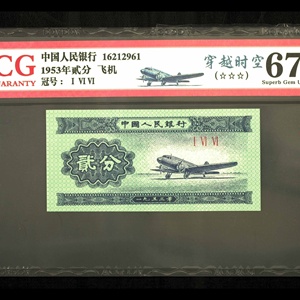 CG
WARRANTY
中国人民银行 16212961
1953年贰分 飞机
冠号: I VI VI
穿越时空
(☆☆☆)
67
Superb Gem U
中国人民银行
I VI VI
贰分
一九五三年